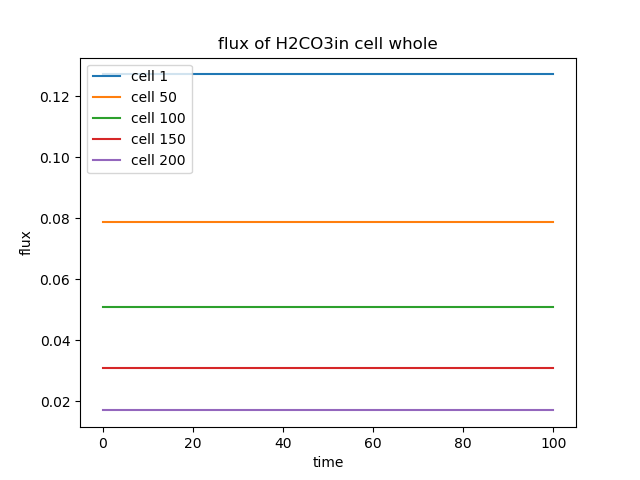 flux of H2CO3in cell whole
cell 1
cell 50
cell 100
cell 150
cell 200
0.12
0.10
0.08
0.06
0.04
0.02
flux
0 20 40 60 80 100
time